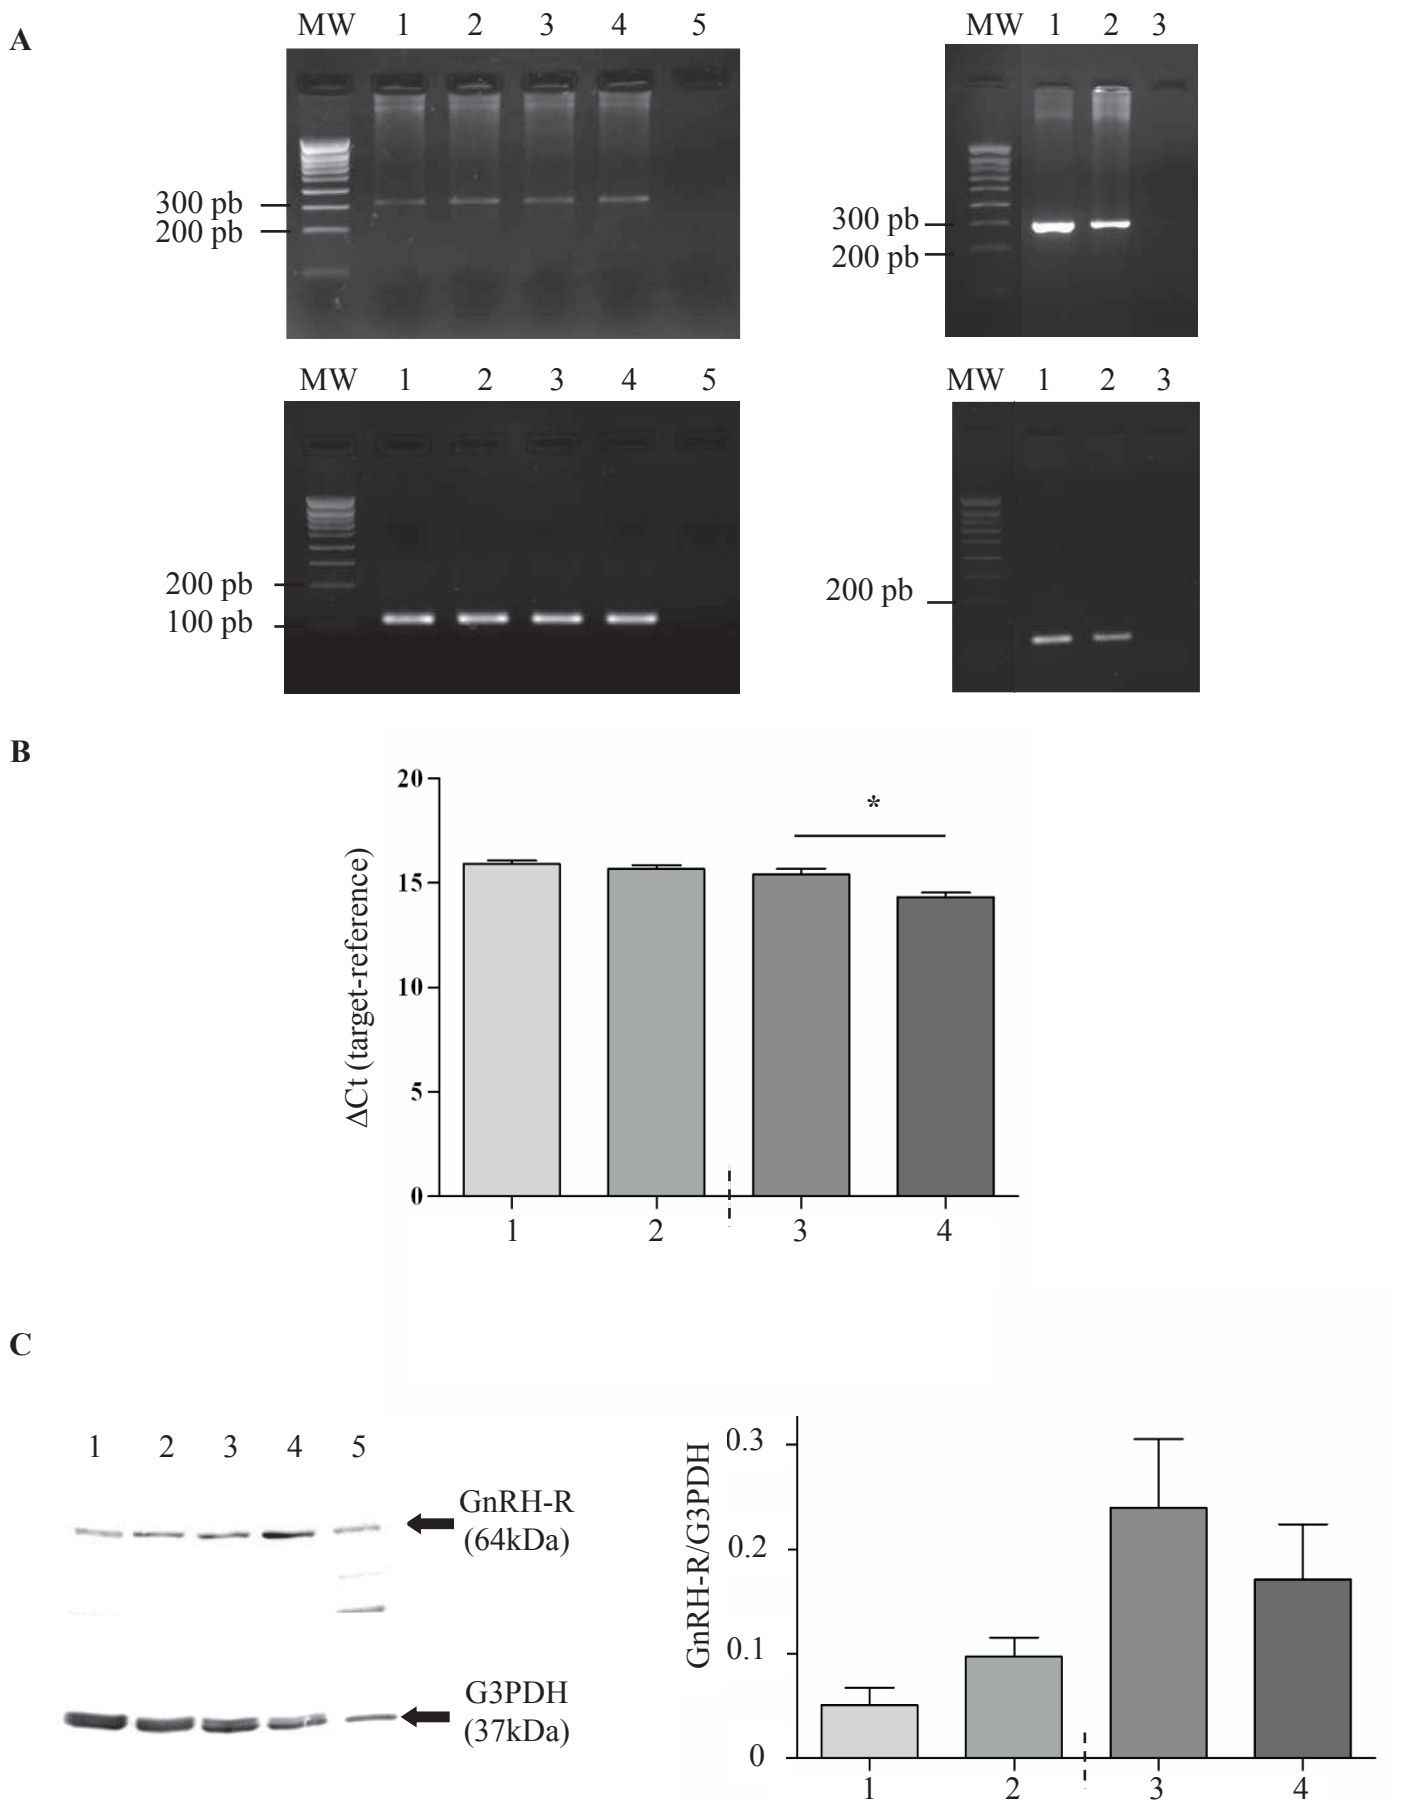 A
MW 1 2 3 4 5
300 pb
200 pb
MW 1 2 3
300 pb
200 pb
MW 1 2 3 4 5
200 pb
100 pb
MW 1 2 3
200 pb
B
20
15
10
5
0
ΔCt (target-reference)
*
1 2 3 4
C
1 2 3 4 5
GnRH-R
(64kDa)
G3PDH
(37kDa)
GnRH-R/G3PDH
0.3
0.2
0.1
0
1 2 3 4